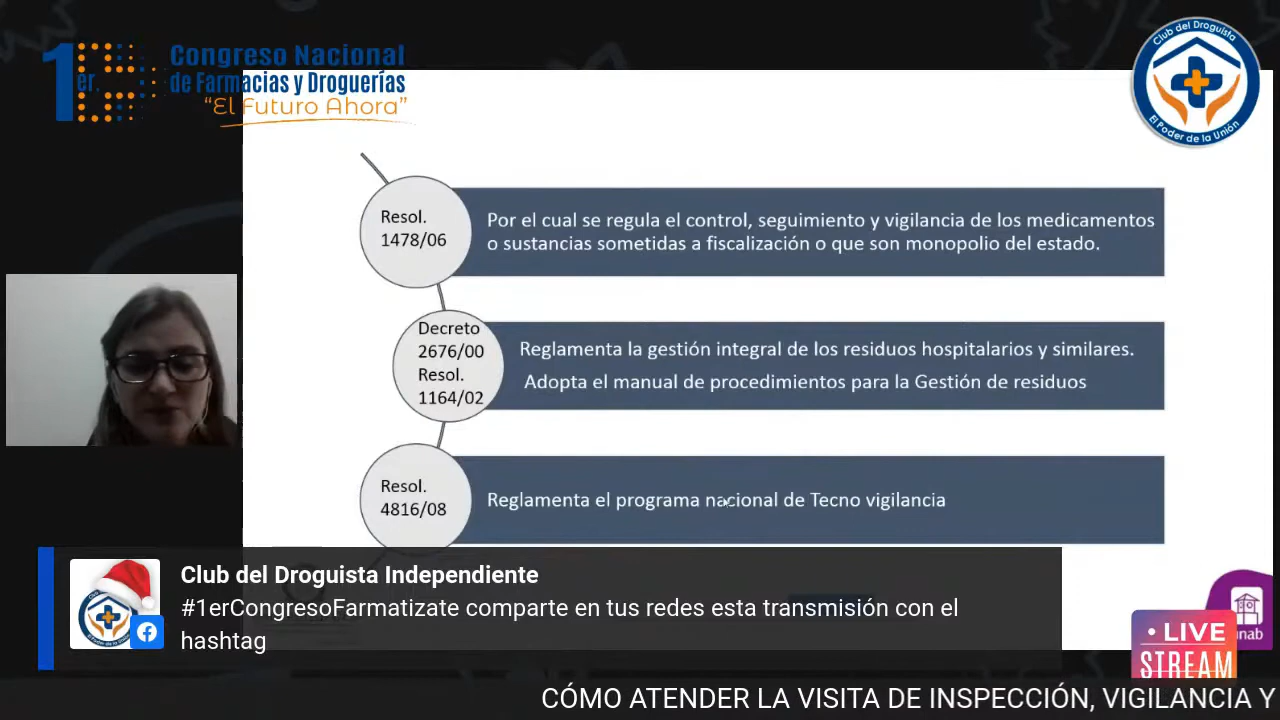 1er
Congreso Nacional
de Farmacias y Droguerías
“El Futuro Ahora”
Club del Droguista
El Poder de la Unión
Resol.
1478/06
Por el cual se regula el control, seguimiento y vigilancia de los medicamentos
o sustancias sometidas a fiscalización o que son monopolio del estado.
Decreto
2676/00
Resol.
1164/02
Reglamenta la gestión integral de los residuos hospitalarios y similares.
Adopta el manual de procedimientos para la Gestión de residuos
Resol.
4816/08
Reglamenta el programa nacional de Tecno vigilancia
Club del Droguista Independiente
#1erCongresoFarmatizate comparte en tus redes esta transmisión con el
hashtag
unab
• LIVE
STREAM
CÓMO ATENDER LA VISITA DE INSPECCIÓN, VIGILANCIA Y